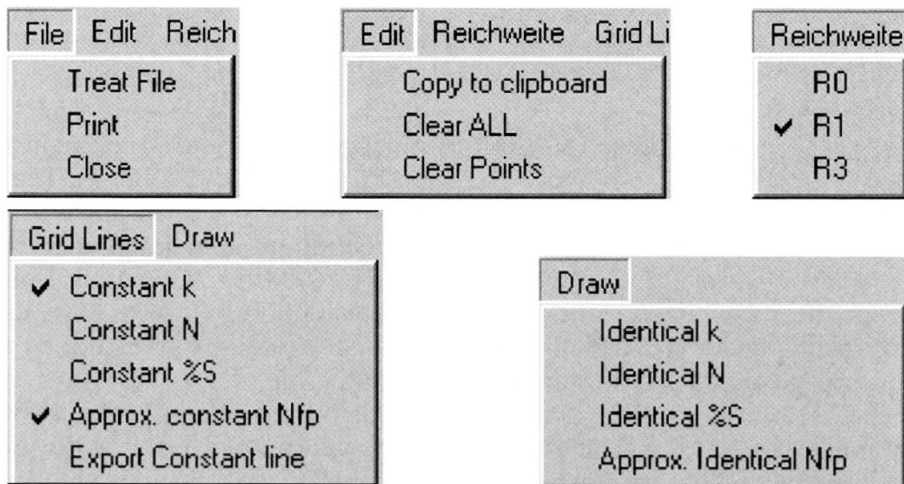 File Edit Reich
Treat File
Print
Close
Edit Reichweite Grid Li
Copy to clipboard
Clear ALL
Clear Points
Reichweite
R0
✔ R1
R3
Grid Lines Draw
✔ Constant k
Constant N
Constant %S
✔ Approx. constant Nfp
Export Constant line
Draw
Identical k
Identical N
Identical %S
Approx. Identical Nfp